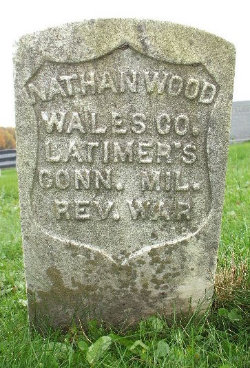 NATHAN WOOD
WALES CO.
LATIMER'S
CONN. MIL.
REV. WAR